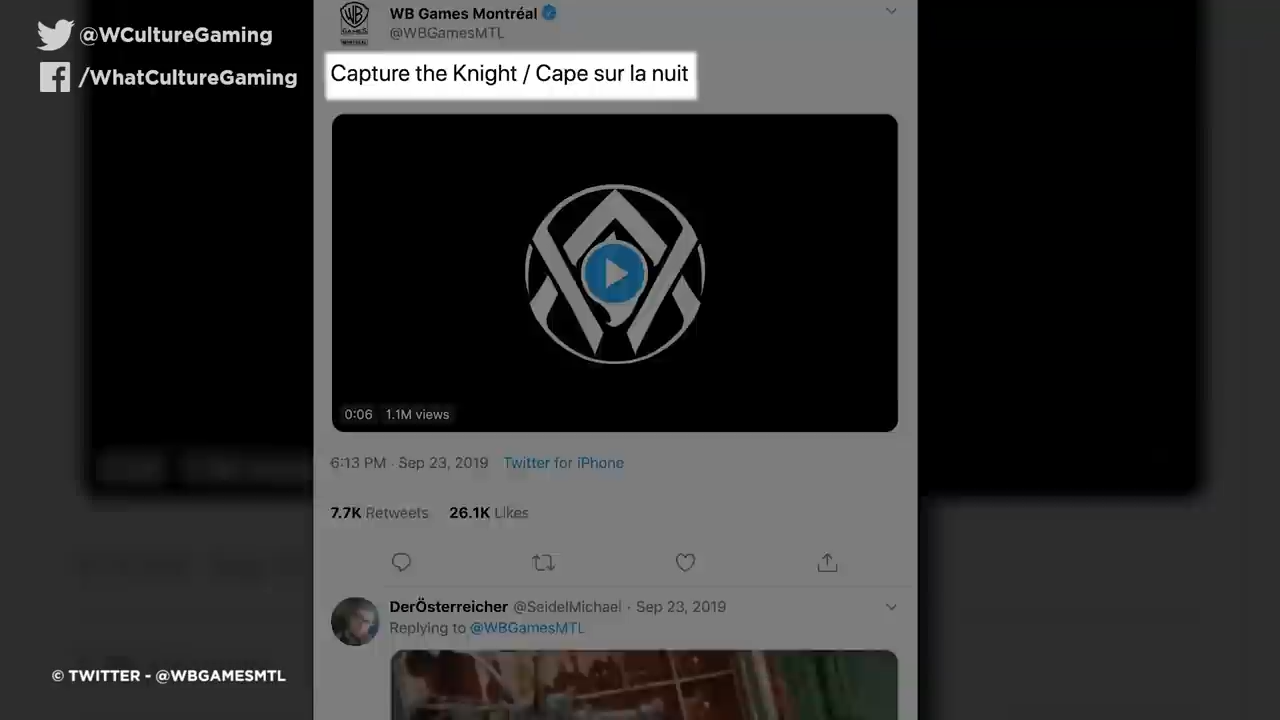 @WCultureGaming
/WhatCultureGaming
WB Games Montréal
@WBGamesMTL
Capture the Knight / Cape sur la nuit
0:06 1.1M views
6:13 PM · Sep 23, 2019 Twitter for iPhone
7.7K Retweets 26.1K Likes
DerÖsterreicher @SeidelMichael · Sep 23, 2019
Replying to @WBGamesMTL
© TWITTER - @WBGAMESMTL